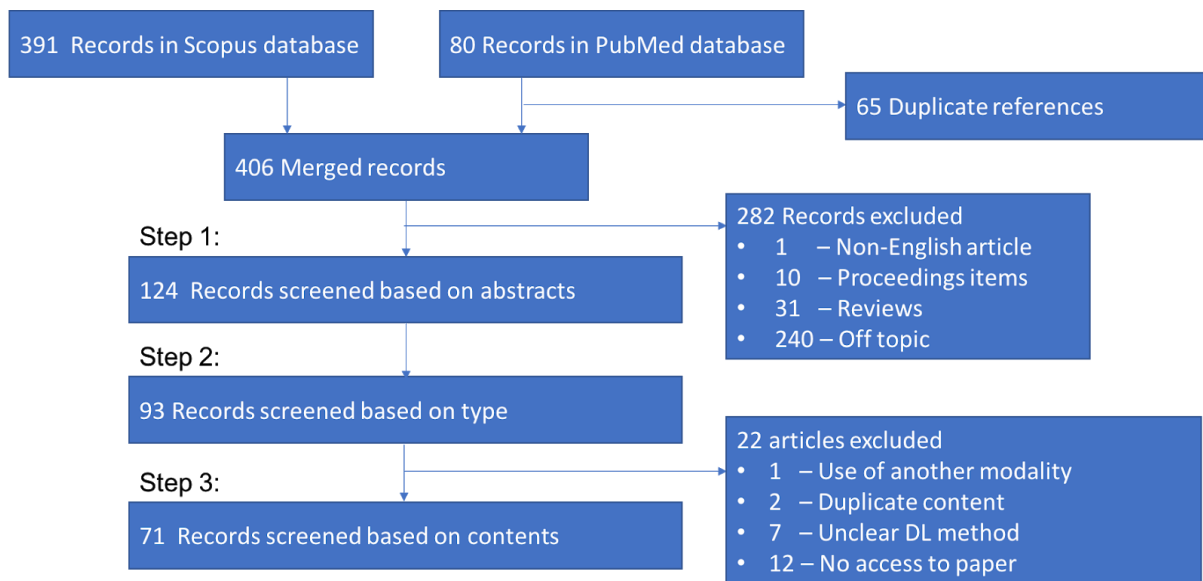 391 Records in Scopus database
80 Records in PubMed database
65 Duplicate references
406 Merged records
282 Records excluded
• 1 – Non-English article
• 10 – Proceedings items
• 31 – Reviews
• 240 – Off topic
Step 1:
124 Records screened based on abstracts
Step 2:
93 Records screened based on type
22 articles excluded
• 1 – Use of another modality
• 2 – Duplicate content
• 7 – Unclear DL method
• 12 – No access to paper
Step 3:
71 Records screened based on contents